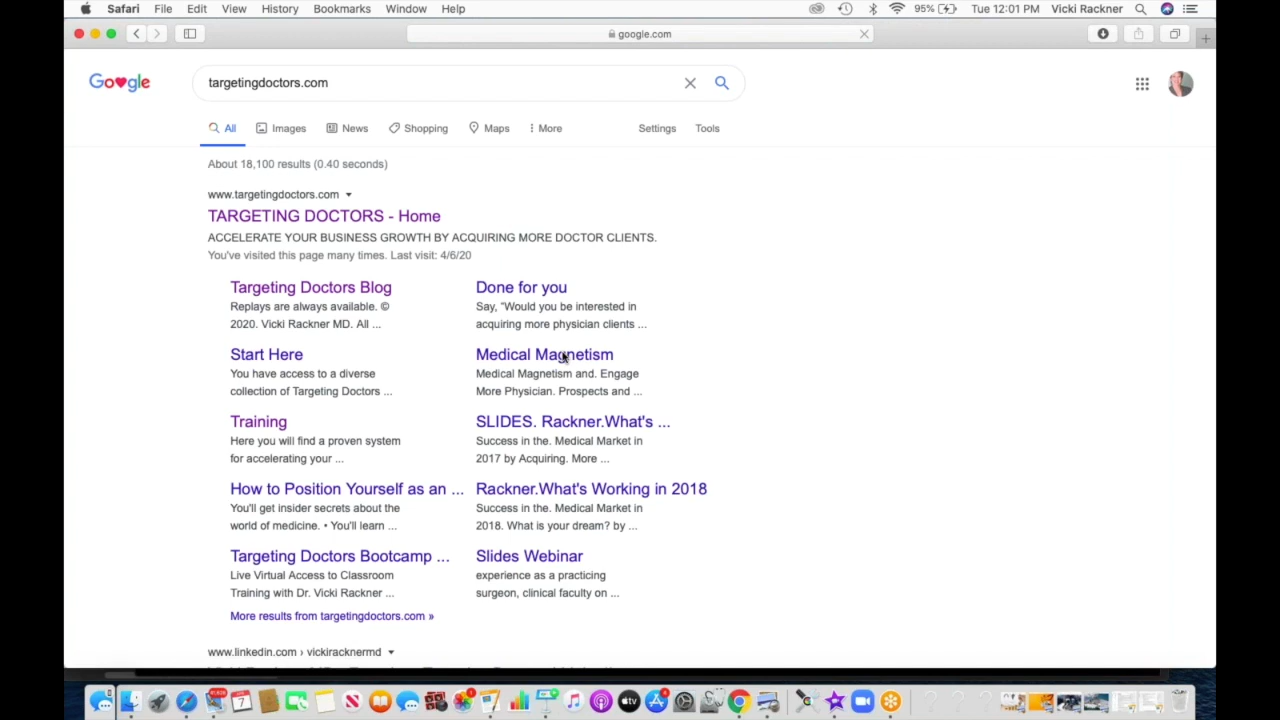 Safari File Edit View History Bookmarks Window Help 95% Tue 12:01 PM Vicki Rackner
google.com
Google
targetingdoctors.com
All Images News Shopping Maps More Settings Tools
About 18,100 results (0.40 seconds)
www.targetingdoctors.com
TARGETING DOCTORS - Home
ACCELERATE YOUR BUSINESS GROWTH BY ACQUIRING MORE DOCTOR CLIENTS.
You've visited this page many times. Last visit: 4/6/20
Targeting Doctors Blog
Replays are always available. ©
2020. Vicki Rackner MD. All ...
Done for you
Say, "Would you be interested in
acquiring more physician clients ...
Start Here
You have access to a diverse
collection of Targeting Doctors ...
Medical Magnetism
Medical Magnetism and. Engage
More Physician. Prospects and ...
Training
Here you will find a proven system
for accelerating your ...
SLIDES. Rackner.What's ...
Success in the. Medical Market in
2017 by Acquiring. More ...
How to Position Yourself as an ...
You'll get insider secrets about the
world of medicine. • You'll learn ...
Rackner.What's Working in 2018
Success in the. Medical Market in
2018. What is your dream? by ...
Targeting Doctors Bootcamp ...
Live Virtual Access to Classroom
Training with Dr. Vicki Rackner ...
Slides Webinar
experience as a practicing
surgeon, clinical faculty on ...
More results from targetingdoctors.com »
www.linkedin.com › vickiracknermd